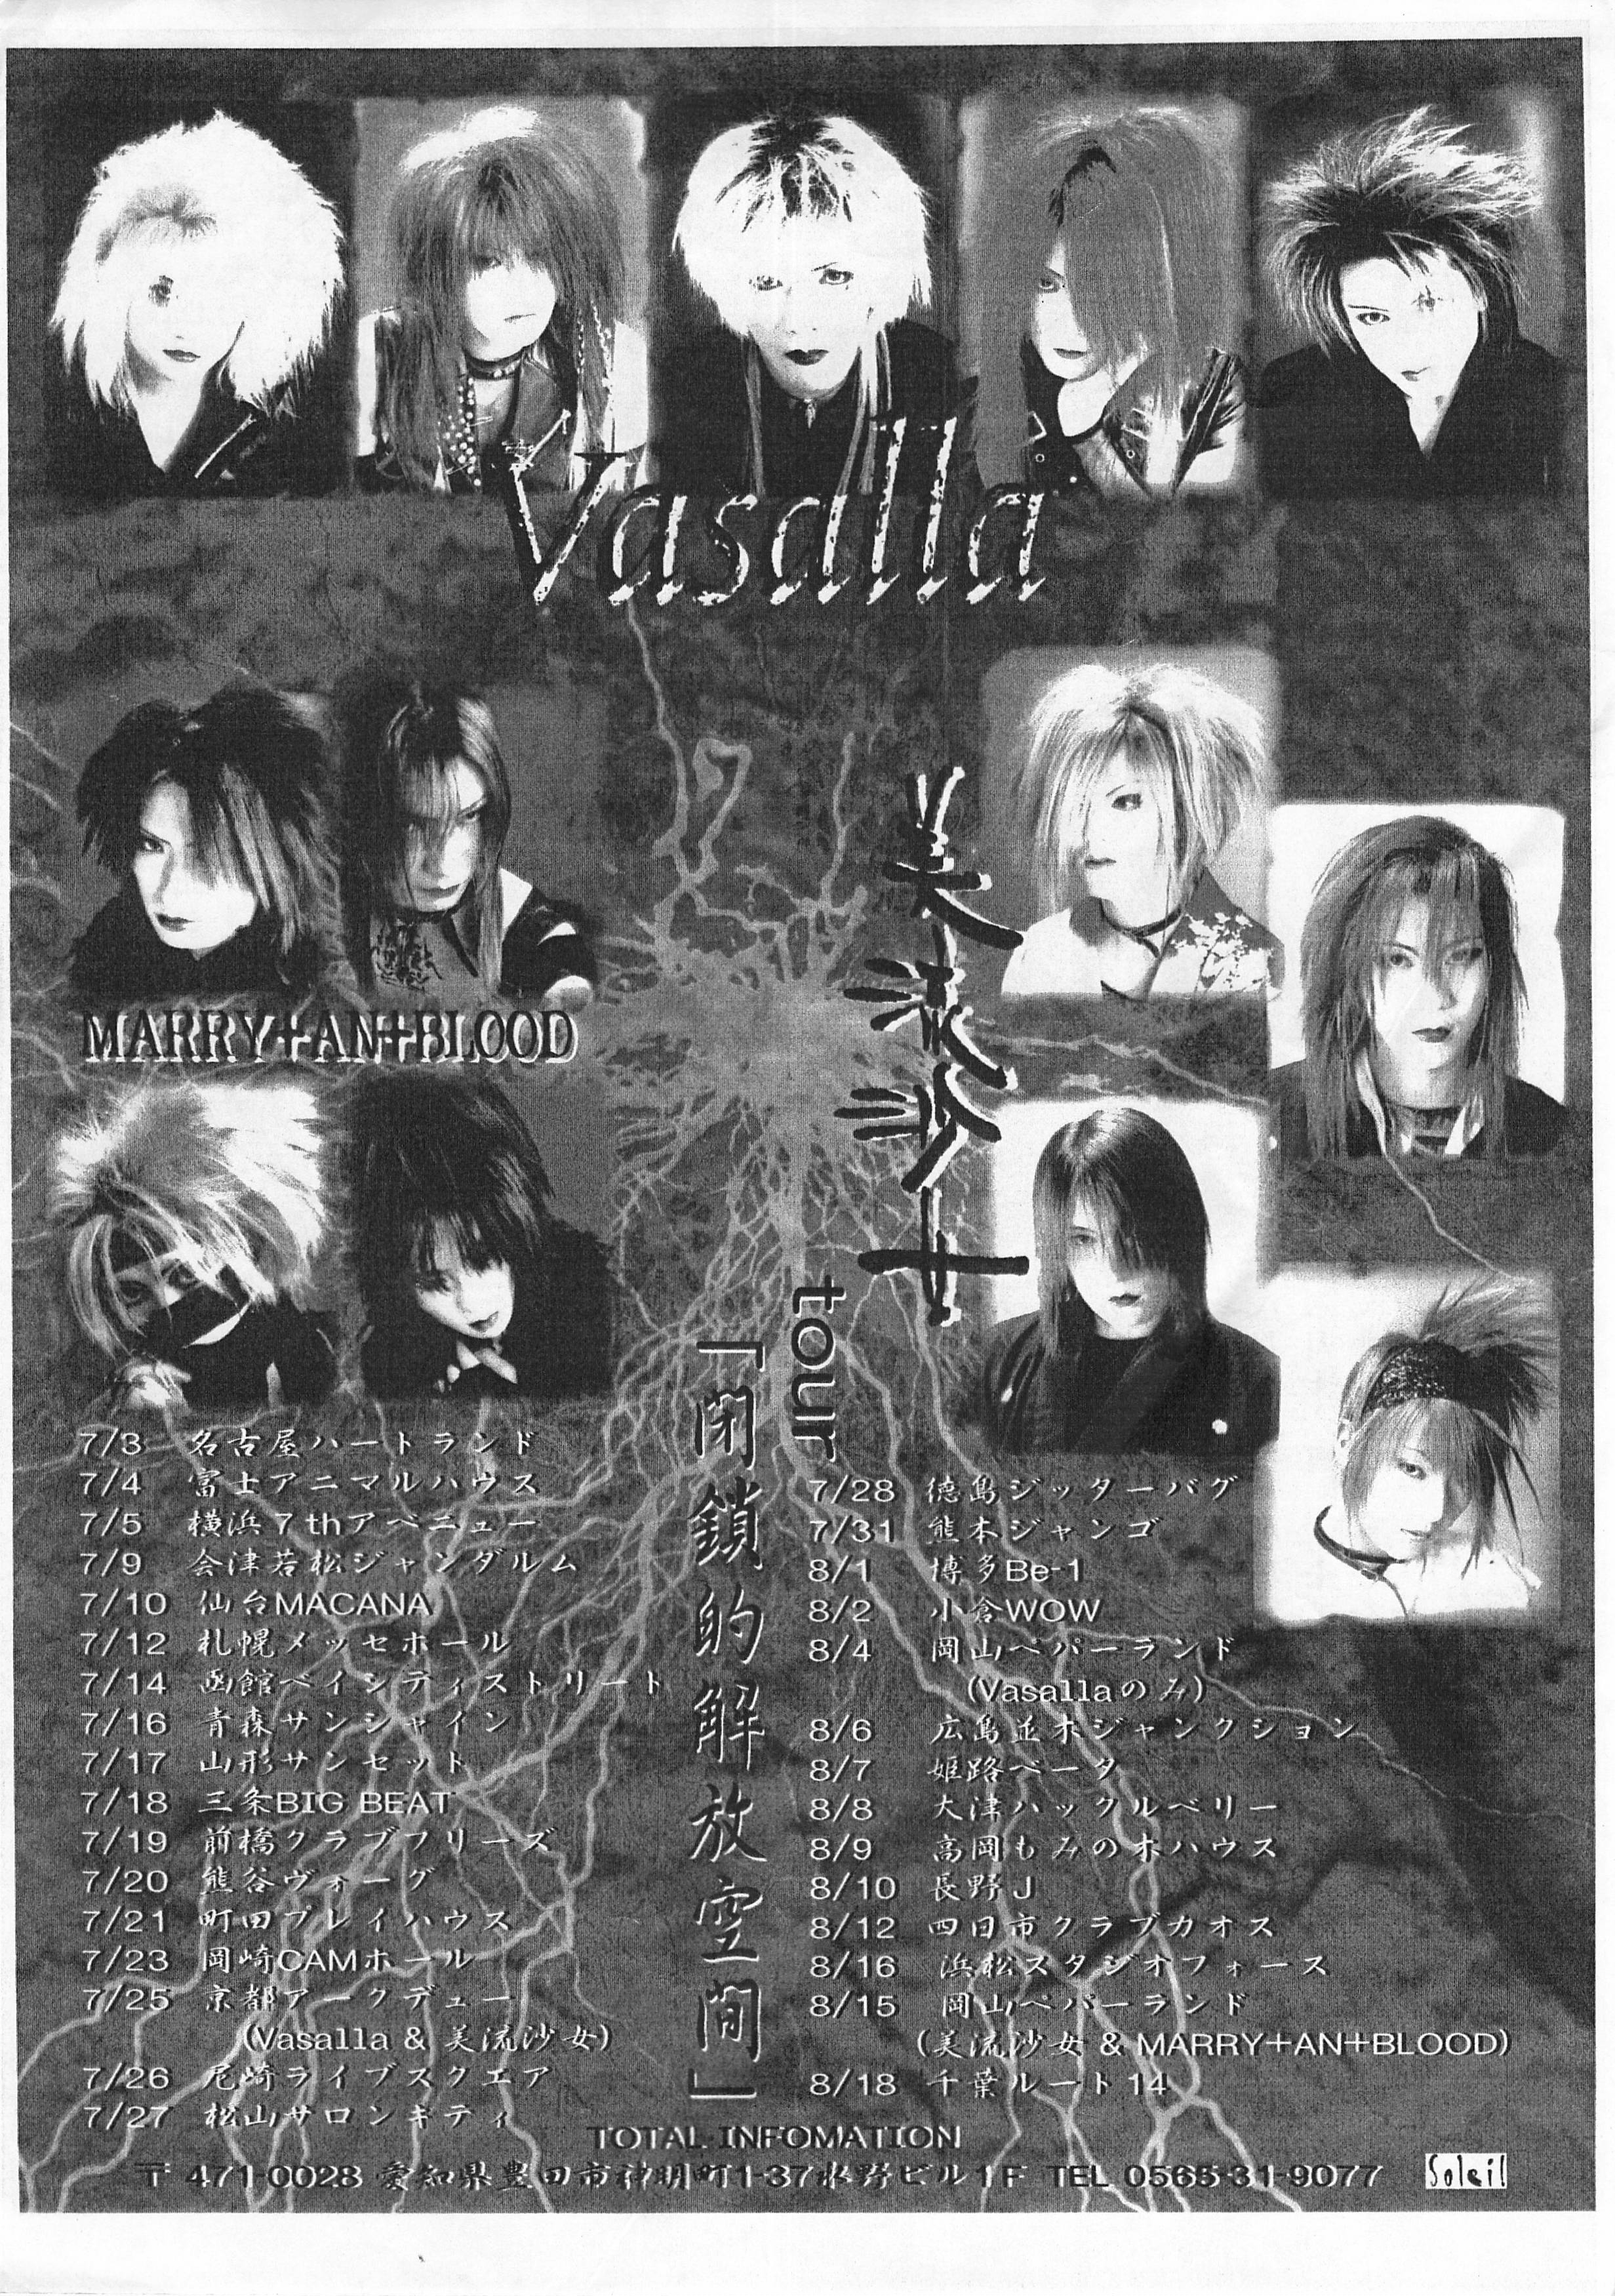 Vasalla
美流沙女
MARRY+AN+BLOOD
tour
「閉鎖的解放空間」
7/3 名古屋ハートランド
7/4 富士アニマルハウス
7/5 横浜7thアベニュー
7/9 会津若松ジャンダルム
7/10 仙台MACANA
7/12 札幌メッセホール
7/14 函館ベイシティストリート
7/16 青森サンシャイン
7/17 山形サンセット
7/18 三条BIG BEAT
7/19 前橋クラブフリーズ
7/20 熊谷ヴォーグ
7/21 町田プレイハウス
7/23 岡崎CAMホール
7/25 京都アークデュー
(Vasalla & 美流沙女)
7/26 尼崎ライブスクエア
7/27 松山サロンキティ
7/28 徳島ジッターバグ
7/31 熊本ジャンゴ
8/1 博多Be-1
8/2 小倉WOW
8/4 岡山ペパーランド
(Vasallaのみ)
8/6 広島並木ジャンクション
8/7 姫路ベータ
8/8 大津ハックルベリー
8/9 高岡もみの木ハウス
8/10 長野J
8/12 四日市クラブカオス
8/16 浜松スタジオフォース
8/15 岡山ペパーランド
(美流沙女 & MARRY+AN+BLOOD)
8/18 千葉ルート14
TOTAL INFOMATION
〒 471-0028 愛知県豊田市神明町1-37水野ビル1F TEL 0565-31-9077
Soleil